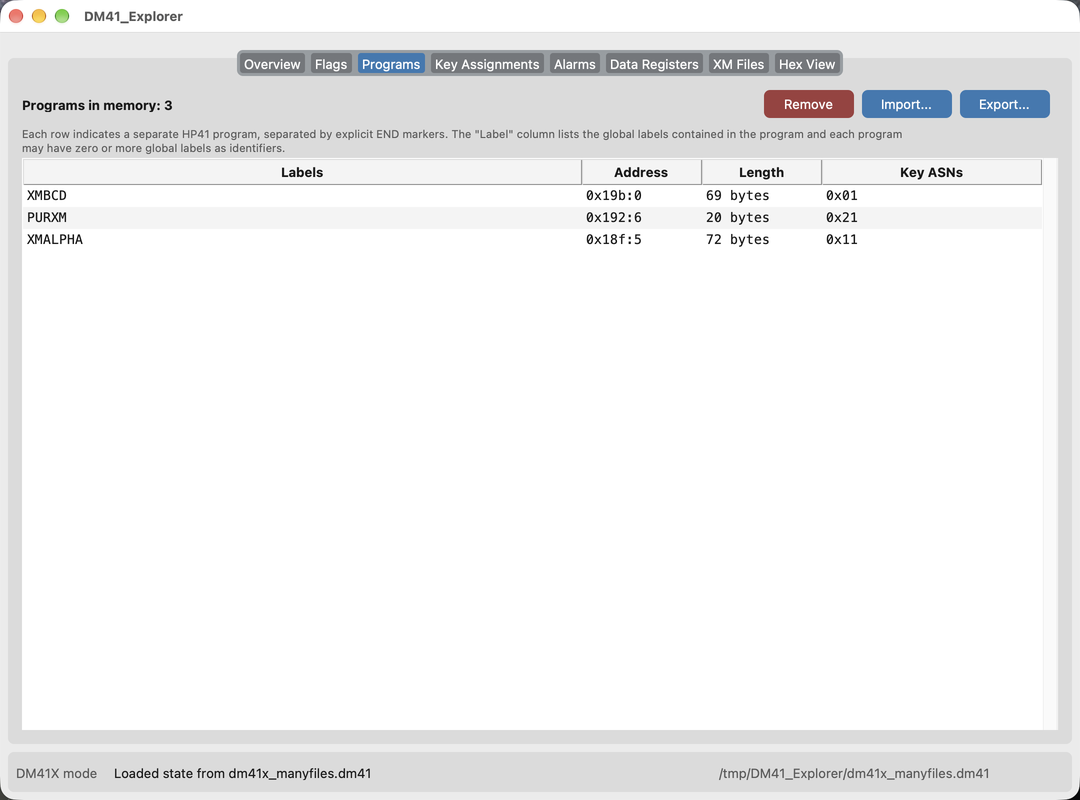 DM41_Explorer
Overview Flags Programs Key Assignments Alarms Data Registers XM Files Hex View
Programs in memory: 3 Remove Import... Export...
Each row indicates a separate HP41 program, separated by explicit END markers. The "Label" column lists the global labels contained in the program and each program
may have zero or more global labels as identifiers.
Labels Address Length Key ASNs
XMBCD 0x19b:0 69 bytes 0x01
PURXM 0x192:6 20 bytes 0x21
XMALPHA 0x18f:5 72 bytes 0x11
DM41X mode Loaded state from dm41x_manyfiles.dm41 /tmp/DM41_Explorer/dm41x_manyfiles.dm41